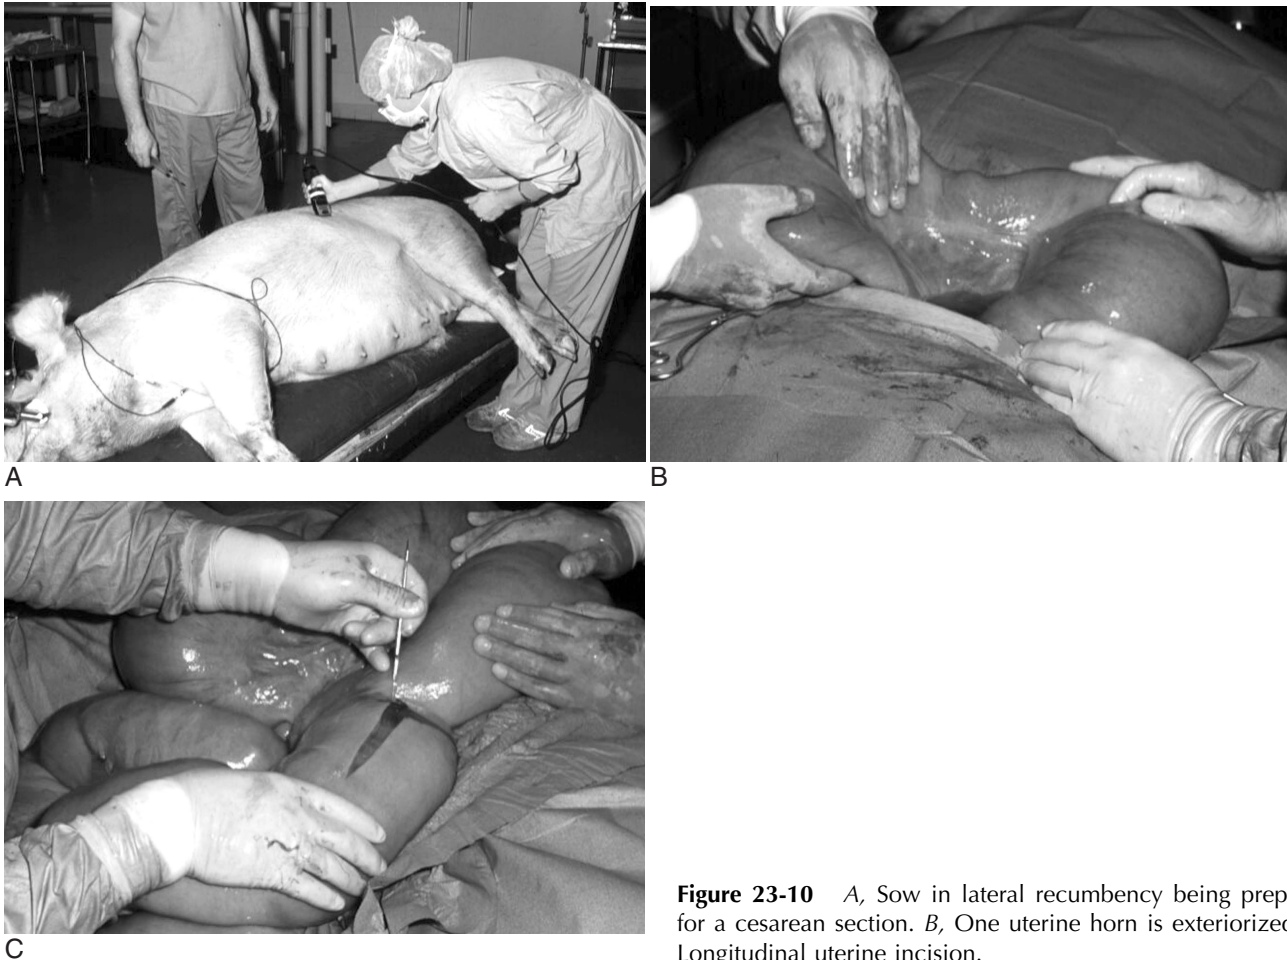 A
B
C
Figure 23-10 A, Sow in lateral recumbency being prep
for a cesarean section. B, One uterine horn is exteriorized
Longitudinal uterine incision.